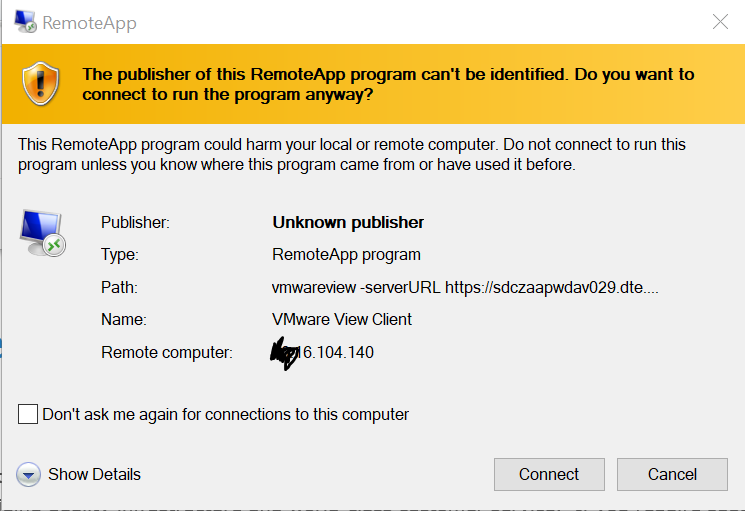 RemoteApp
The publisher of this RemoteApp program can't be identified. Do you want to
connect to run the program anyway?
This RemoteApp program could harm your local or remote computer. Do not connect to run this
program unless you know where this program came from or have used it before.
Publisher: Unknown publisher
Type: RemoteApp program
Path: vmwareview -serverURL https://sdczaapwdav029.dte....
Name: VMware View Client
Remote computer: 16.104.140
Don't ask me again for connections to this computer
Show Details Connect Cancel